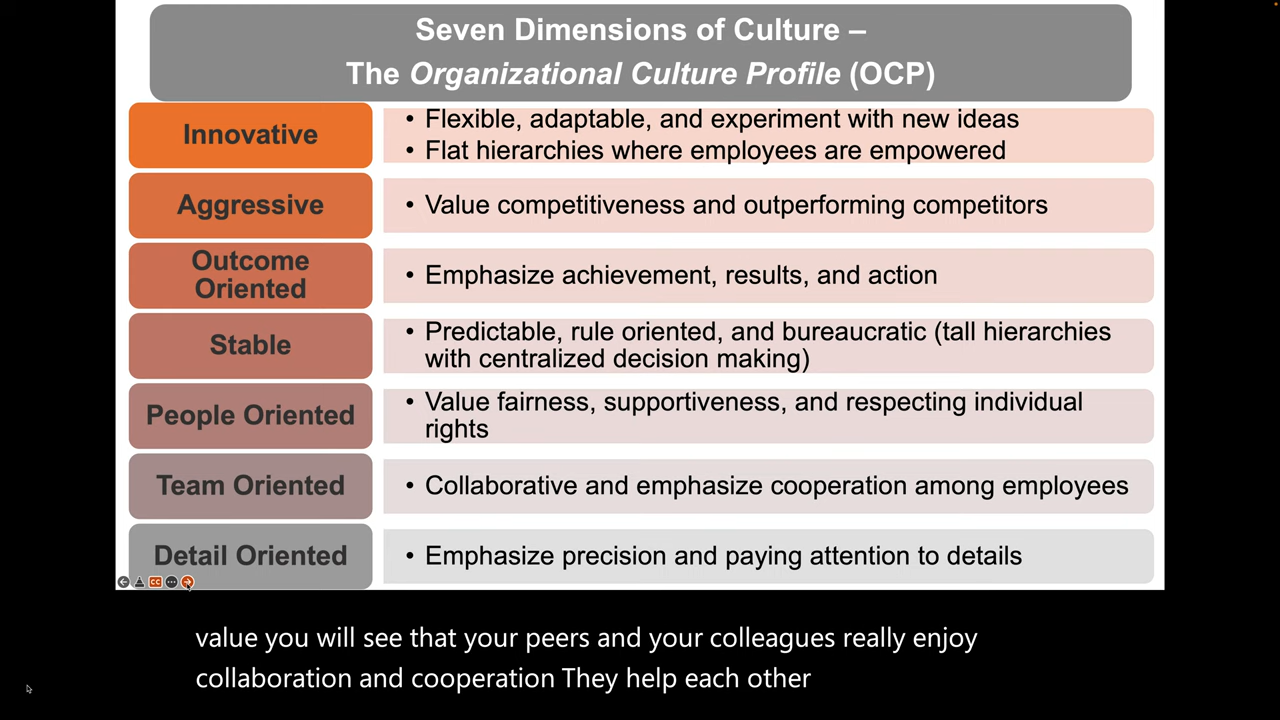 Seven Dimensions of Culture –
The Organizational Culture Profile (OCP)
Innovative
• Flexible, adaptable, and experiment with new ideas
• Flat hierarchies where employees are empowered
Aggressive
• Value competitiveness and outperforming competitors
Outcome
Oriented
• Emphasize achievement, results, and action
Stable
• Predictable, rule oriented, and bureaucratic (tall hierarchies
with centralized decision making)
People Oriented
• Value fairness, supportiveness, and respecting individual
rights
Team Oriented
• Collaborative and emphasize cooperation among employees
Detail Oriented
• Emphasize precision and paying attention to details
CC
value you will see that your peers and your colleagues really enjoy
collaboration and cooperation They help each other